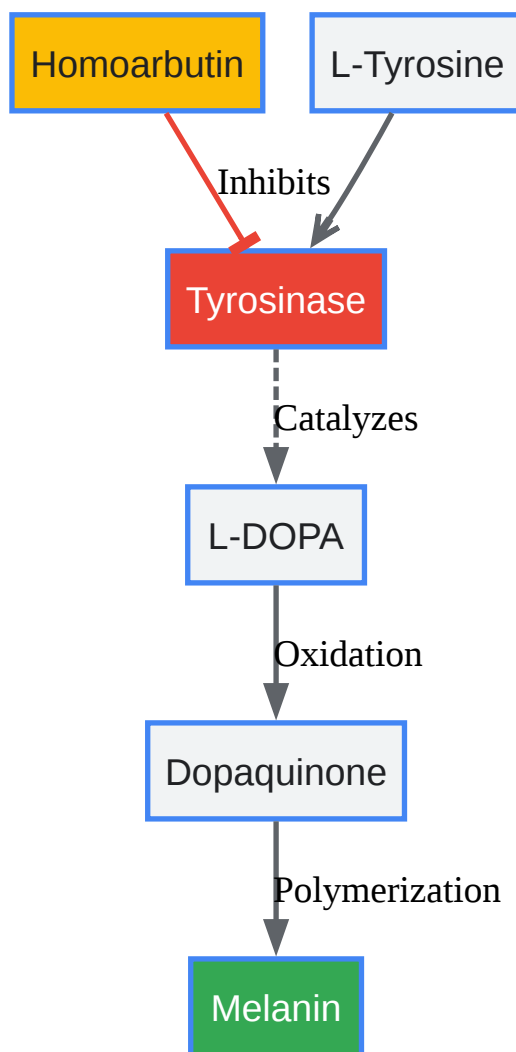 Homoarbutin
L-Tyrosine
Inhibits
Tyrosinase
Catalyzes
L-DOPA
Oxidation
Dopaquinone
Polymerization
Melanin